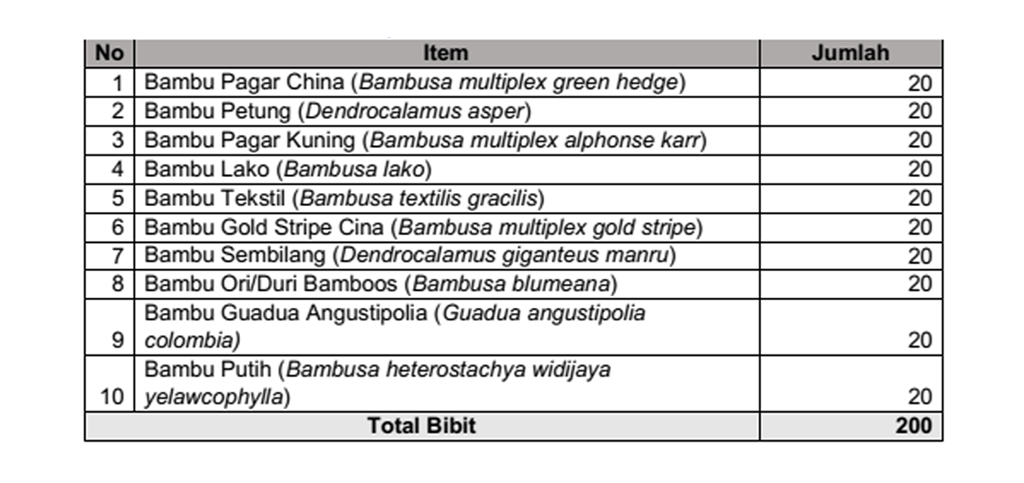 No Item Jumlah
1 Bambu Pagar China (Bambusa multiplex green hedge) 20
2 Bambu Petung (Dendrocalamus asper) 20
3 Bambu Pagar Kuning (Bambusa multiplex alphonse karr) 20
4 Bambu Lako (Bambusa lako) 20
5 Bambu Tekstil (Bambusa textilis gracilis) 20
6 Bambu Gold Stripe Cina (Bambusa multiplex gold stripe) 20
7 Bambu Sembilang (Dendrocalamus giganteus manru) 20
8 Bambu Ori/Duri Bamboos (Bambusa blumeana) 20
Bambu Guadua Angustipolia (Guadua angustipolia
9 colombia) 20
Bambu Putih (Bambusa heterostachya widijaya
10 yelawcophylla) 20
Total Bibit 200